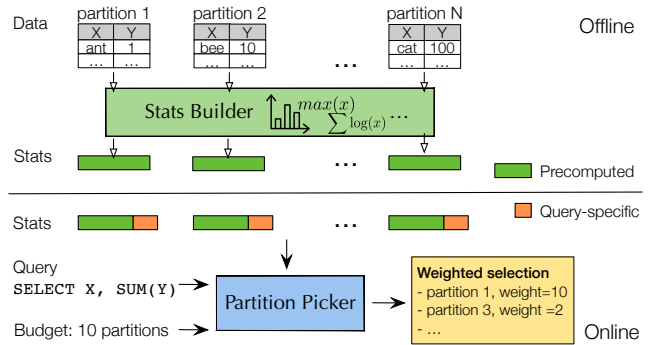 Data
partition 1
partition 2
partition N
Offline
X Y
X Y
X Y
ant 1
bee 10
cat 100
... ...
... ...
...
... ...
Stats Builder
max(x)
∑ log(x) ...
Stats
...
Precomputed
Stats
...
Query-specific
Query
SELECT X, SUM(Y)
Budget: 10 partitions
Partition Picker
Weighted selection
- partition 1, weight=10
- partition 3, weight =2
- ...
Online